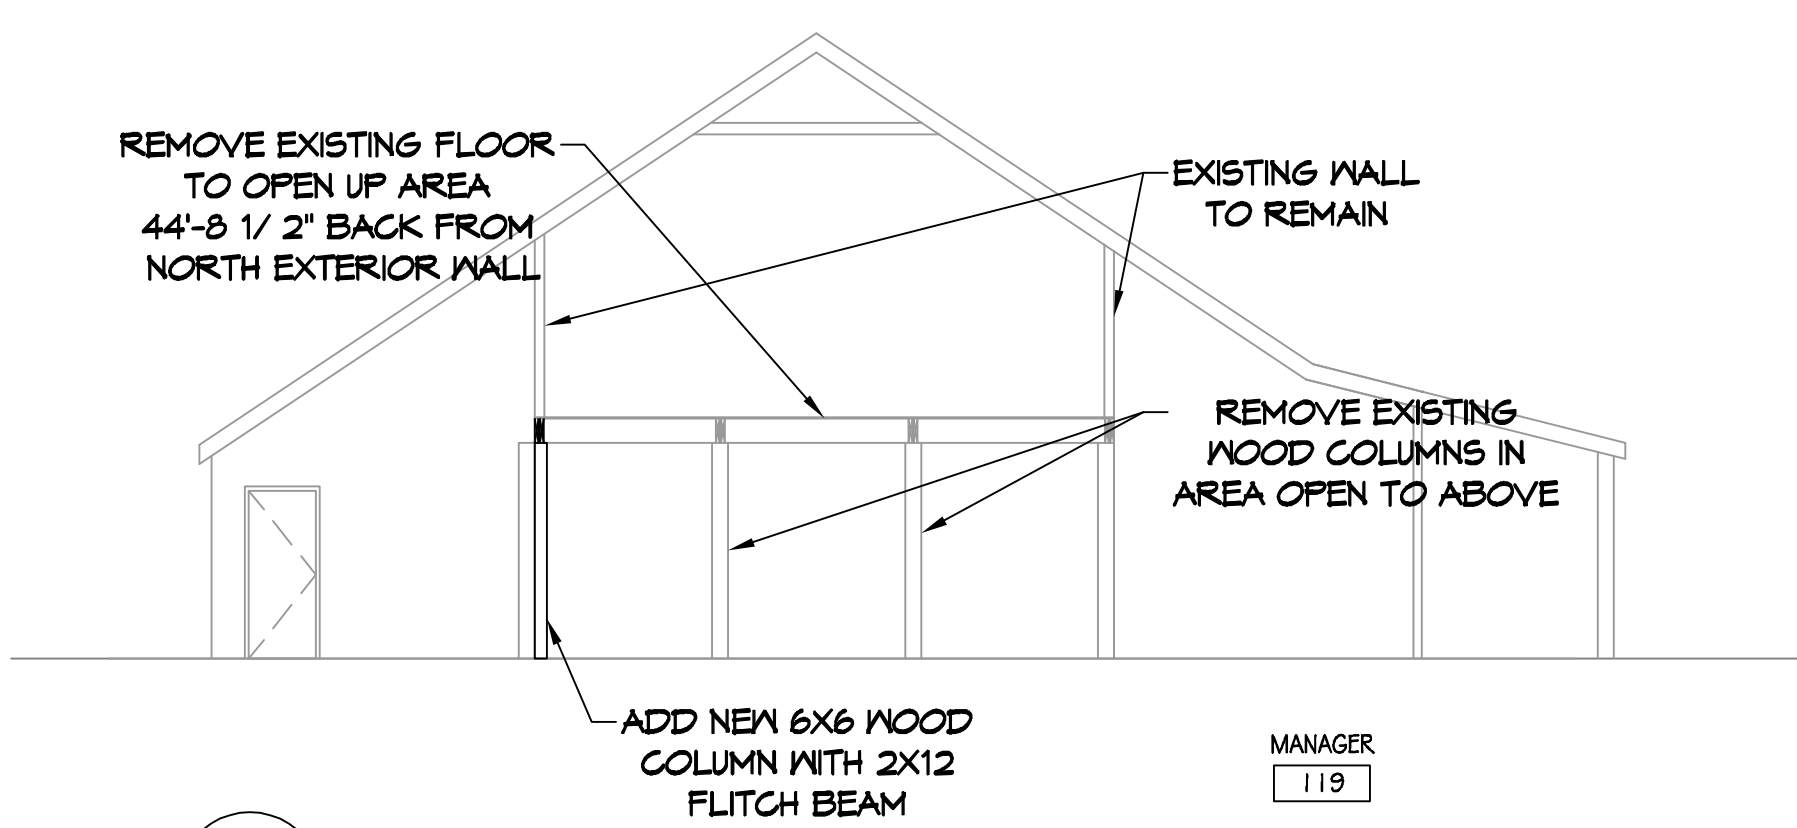 REMOVE EXISTING FLOOR
TO OPEN UP AREA
44'-8 1/ 2" BACK FROM
NORTH EXTERIOR WALL
EXISTING WALL
TO REMAIN
REMOVE EXISTING
WOOD COLUMNS IN
AREA OPEN TO ABOVE
ADD NEW 6X6 WOOD
COLUMN WITH 2X12
FLITCH BEAM
MANAGER
119